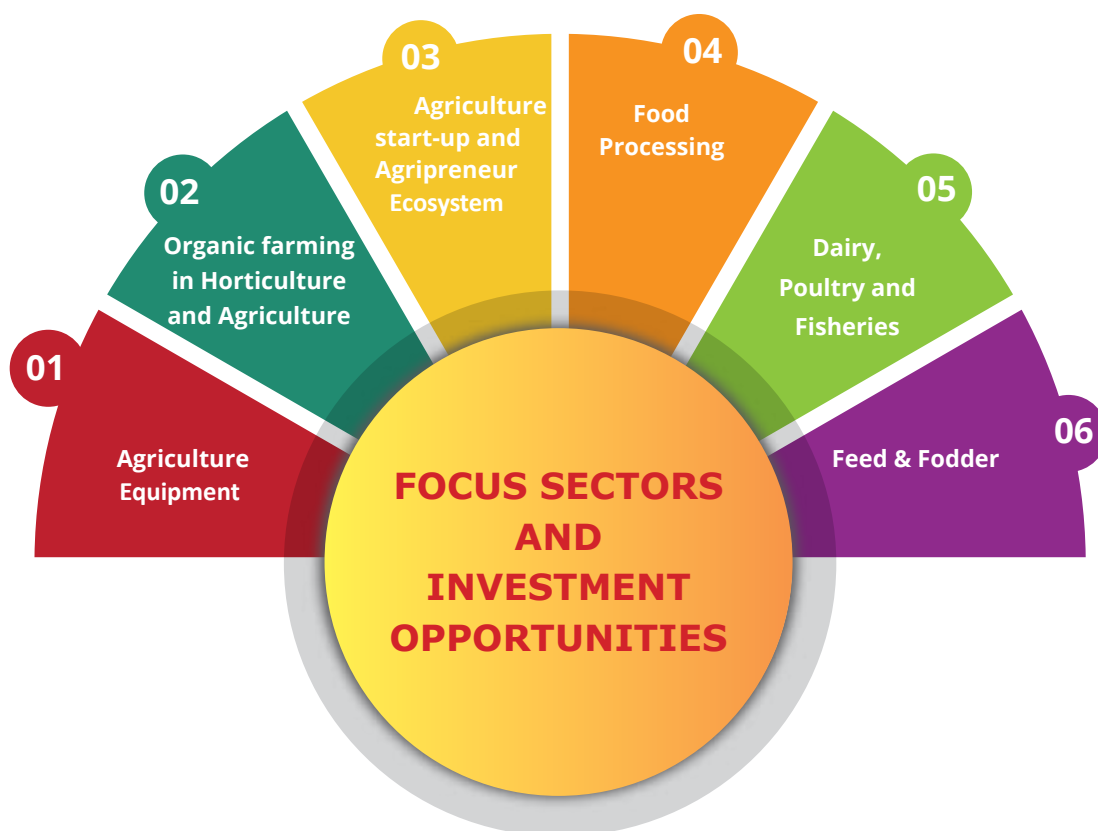 01
Agriculture
Equipment
02
Organic farming
in Horticulture
and Agriculture
03
Agriculture
start-up and
Agripreneur
Ecosystem
04
Food
Processing
05
Dairy,
Poultry and
Fisheries
06
Feed & Fodder
FOCUS SECTORS
AND
INVESTMENT
OPPORTUNITIES